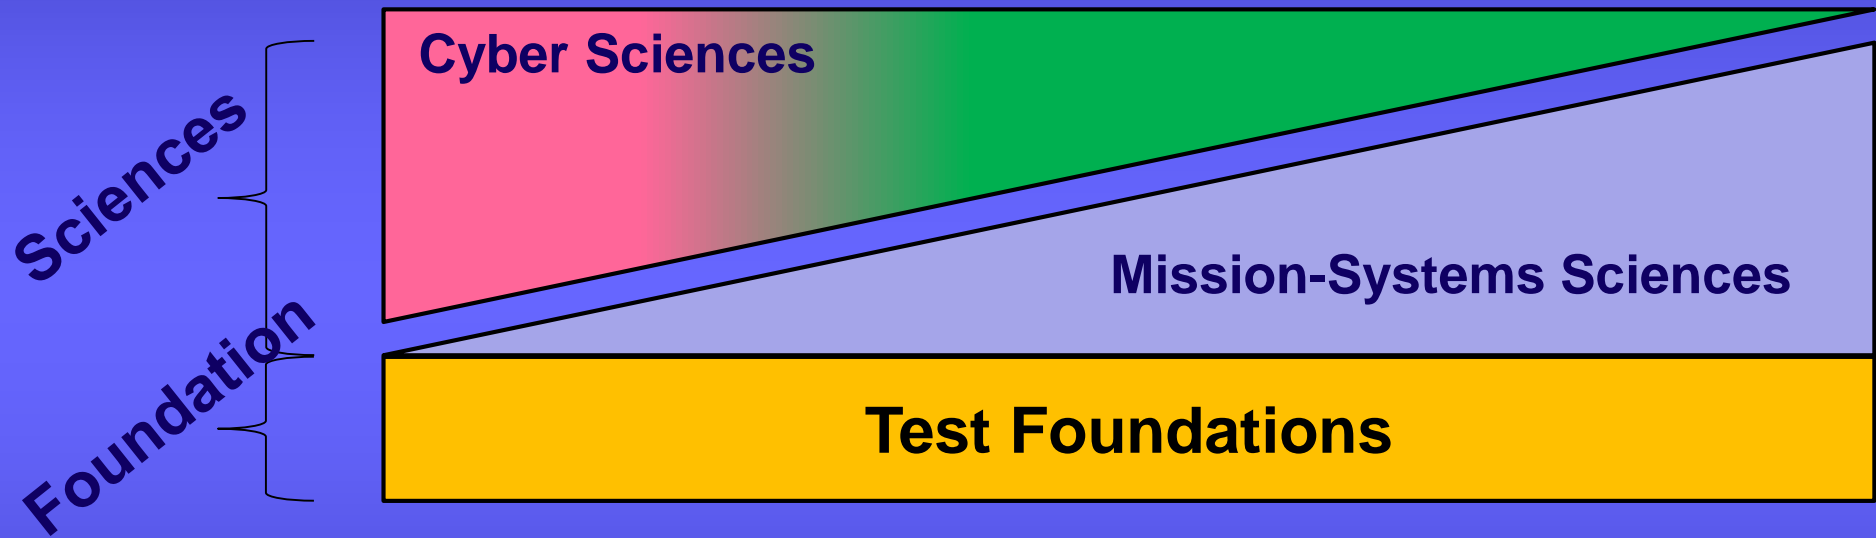 Cyber Sciences
Sciences
Mission-Systems Sciences
Foundation
Test Foundations